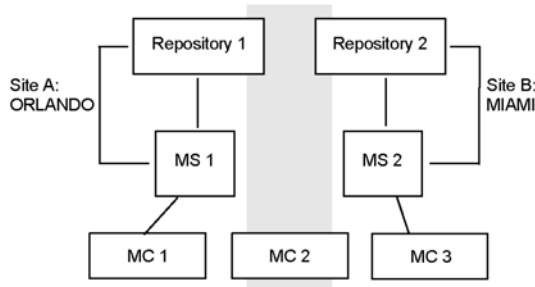 Repository 1
Repository 2
Site A:
ORLANDO
Site B:
MIAMI
MS 1
MS 2
MC 1
MC 2
MC 3